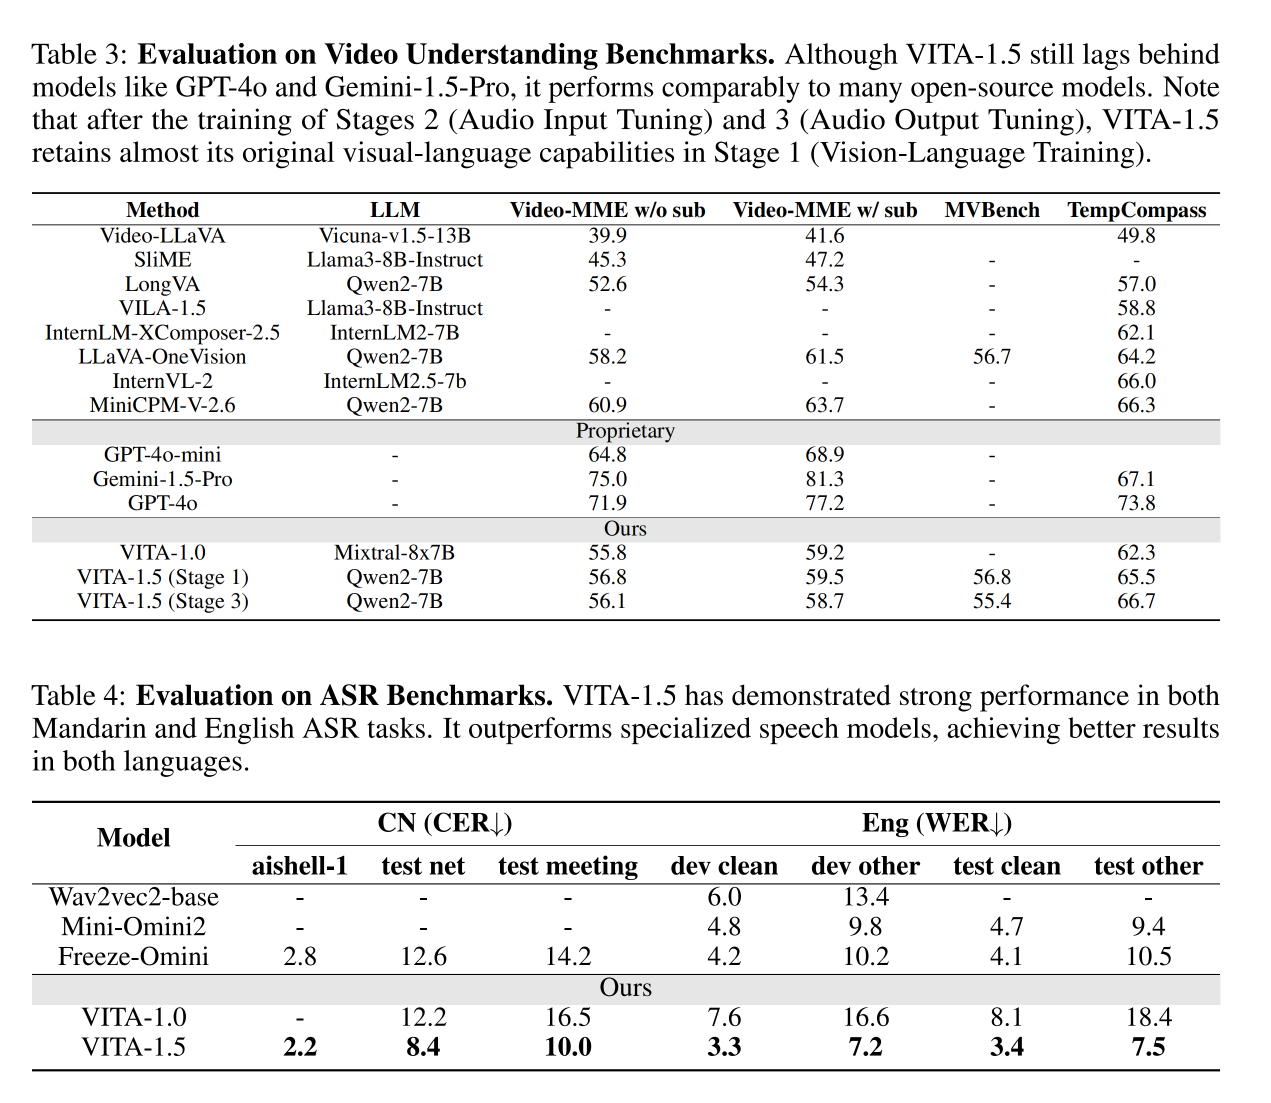 Table 3: Evaluation on Video Understanding Benchmarks. Although VITA-1.5 still lags behind
models like GPT-4o and Gemini-1.5-Pro, it performs comparably to many open-source models. Note
that after the training of Stages 2 (Audio Input Tuning) and 3 (Audio Output Tuning), VITA-1.5
retains almost its original visual-language capabilities in Stage 1 (Vision-Language Training).
Method LLM Video-MME w/o sub Video-MME w/ sub MVBench TempCompass
Video-LLaVA Vicuna-v1.5-13B 39.9 41.6 49.8
SliME Llama3-8B-Instruct 45.3 47.2 - -
LongVA Qwen2-7B 52.6 54.3 - 57.0
VILA-1.5 Llama3-8B-Instruct - - - 58.8
InternLM-XComposer-2.5 InternLM2-7B - - - 62.1
LLaVA-OneVision Qwen2-7B 58.2 61.5 56.7 64.2
InternVL-2 InternLM2.5-7b - - - 66.0
MiniCPM-V-2.6 Qwen2-7B 60.9 63.7 - 66.3
Proprietary
GPT-4o-mini - 64.8 68.9 -
Gemini-1.5-Pro - 75.0 81.3 - 67.1
GPT-4o - 71.9 77.2 - 73.8
Ours
VITA-1.0 Mixtral-8x7B 55.8 59.2 - 62.3
VITA-1.5 (Stage 1) Qwen2-7B 56.8 59.5 56.8 65.5
VITA-1.5 (Stage 3) Qwen2-7B 56.1 58.7 55.4 66.7
Table 4: Evaluation on ASR Benchmarks. VITA-1.5 has demonstrated strong performance in both
Mandarin and English ASR tasks. It outperforms specialized speech models, achieving better results
in both languages.
Model CN (CER↓) Eng (WER↓)
aishell-1 test net test meeting dev clean dev other test clean test other
Wav2vec2-base - - - 6.0 13.4 - -
Mini-Omini2 - - - 4.8 9.8 4.7 9.4
Freeze-Omini 2.8 12.6 14.2 4.2 10.2 4.1 10.5
Ours
VITA-1.0 - 12.2 16.5 7.6 16.6 8.1 18.4
VITA-1.5 2.2 8.4 10.0 3.3 7.2 3.4 7.5